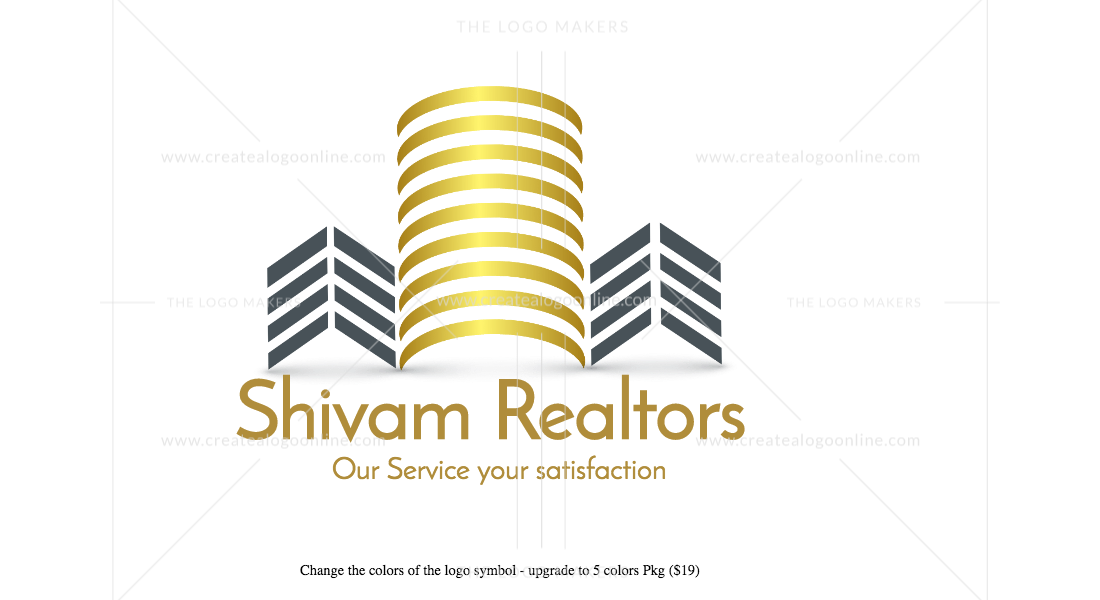 THE LOGO MAKERS
www.createalogoonline.com www.createalogoonline.com
THE LOGO MAKERS www.createalogoonline.com THE LOGO MAKERS
Shivam Realtors
www.createalogoonline.com www.createalogoonline.com
Our Service your satisfaction
Change the colors of the logo symbol - upgrade to 5 colors Pkg ($19)